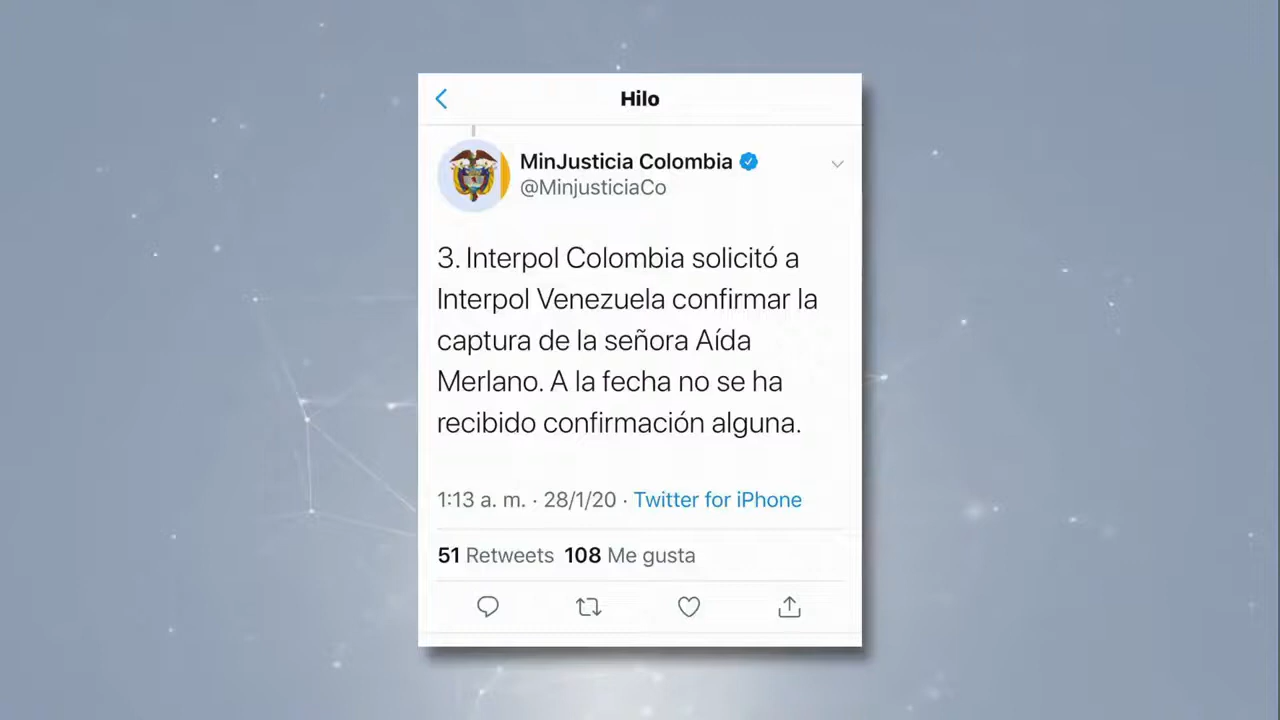 Hilo
MinJusticia Colombia
@MinjusticiaCo
3. Interpol Colombia solicitó a
Interpol Venezuela confirmar la
captura de la señora Aída
Merlano. A la fecha no se ha
recibido confirmación alguna.
1:13 a. m. · 28/1/20 · Twitter for iPhone
51 Retweets 108 Me gusta